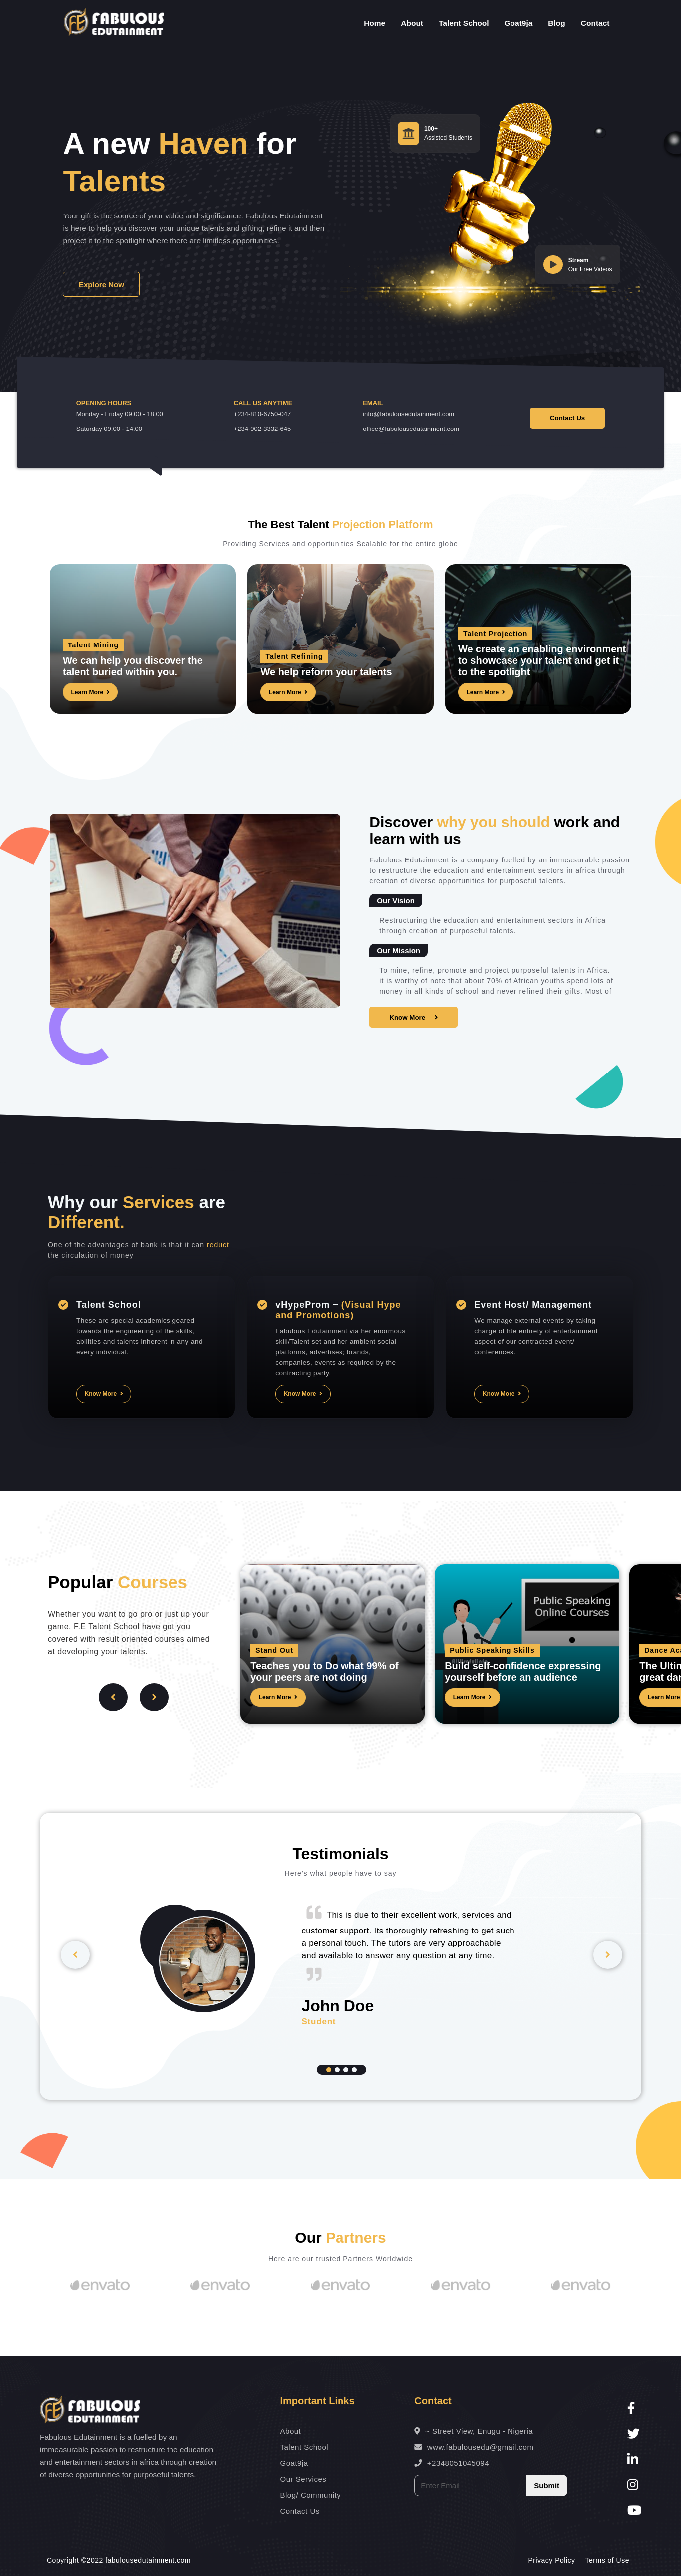 FABULOUS
EDUTAINMENT
Home About Talent School Goat9ja Blog Contact
A new Haven for
Talents
Your gift is the source of your value and significance. Fabulous Edutainment
is here to help you discover your unique talents and gifting, refine it and then
project it to the spotlight where there are limitless opportunities.
Explore Now
100+
Assisted Students
Stream
Our Free Videos
OPENING HOURS
Monday - Friday 09.00 - 18.00
Saturday 09.00 - 14.00
CALL US ANYTIME
+234-810-6750-047
+234-902-3332-645
EMAIL
info@fabulousedutainment.com
office@fabulousedutainment.com
Contact Us
The Best Talent Projection Platform
Providing Services and opportunities Scalable for the entire globe
Talent Mining
We can help you discover the
talent buried within you.
Learn More
Talent Refining
We help reform your talents
Learn More
Talent Projection
We create an enabling environment
to showcase your talent and get it
to the spotlight
Learn More
Discover why you should work and
learn with us
Fabulous Edutainment is a company fuelled by an immeasurable passion
to restructure the education and entertainment sectors in africa through
creation of diverse opportunities for purposeful talents.
Our Vision
Restructuring the education and entertainment sectors in Africa
through creation of purposeful talents.
Our Mission
To mine, refine, promote and project purposeful talents in Africa.
it is worthy of note that about 70% of African youths spend lots of
money in all kinds of school and never refined their gifts. Most of
Know More
Why our Services are
Different.
One of the advantages of bank is that it can reduct
the circulation of money
Talent School
These are special academics geared
towards the engineering of the skills,
abilities and talents inherent in any and
every individual.
Know More
vHypeProm ~ (Visual Hype
and Promotions)
Fabulous Edutainment via her enormous
skill/Talent set and her ambient social
platforms, advertises; brands,
companies, events as required by the
contracting party.
Know More
Event Host/ Management
We manage external events by taking
charge of hte entirety of entertainment
aspect of our contracted event/
conferences.
Know More
Popular Courses
Whether you want to go pro or just up your
game, F.E Talent School have got you
covered with result oriented courses aimed
at developing your talents.
Stand Out
Teaches you to Do what 99% of
your peers are not doing
Learn More
Public Speaking
Online Courses
Public Speaking Skills
Build self-confidence expressing
yourself before an audience
Learn More
Dance Aca
The Ultin
great dar
Learn More
Testimonials
Here's what people have to say
This is due to their excellent work, services and
customer support. Its thoroughly refreshing to get such
a personal touch. The tutors are very approachable
and available to answer any question at any time.
John Doe
Student
Our Partners
Here are our trusted Partners Worldwide
envato envato envato envato envato
FABULOUS
EDUTAINMENT
Fabulous Edutainment is a fuelled by an
immeasurable passion to restructure the education
and entertainment sectors in africa through creation
of diverse opportunities for purposeful talents.
Important Links
About
Talent School
Goat9ja
Our Services
Blog/ Community
Contact Us
Contact
~ Street View, Enugu - Nigeria
www.fabulousedu@gmail.com
+2348051045094
Enter Email Submit
Copyright ©2022 fabulousedutainment.com
Privacy Policy Terms of Use